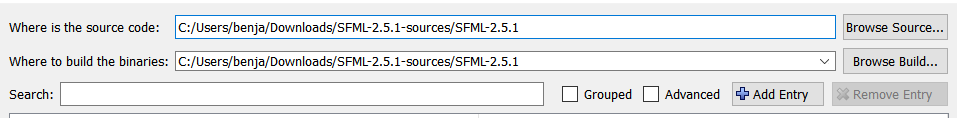 Where is the source code: C:/Users/benja/Downloads/SFML-2.5.1-sources/SFML-2.5.1 Browse Source...
Where to build the binaries: C:/Users/benja/Downloads/SFML-2.5.1-sources/SFML-2.5.1 Browse Build...
Search: Grouped Advanced Add Entry Remove Entry